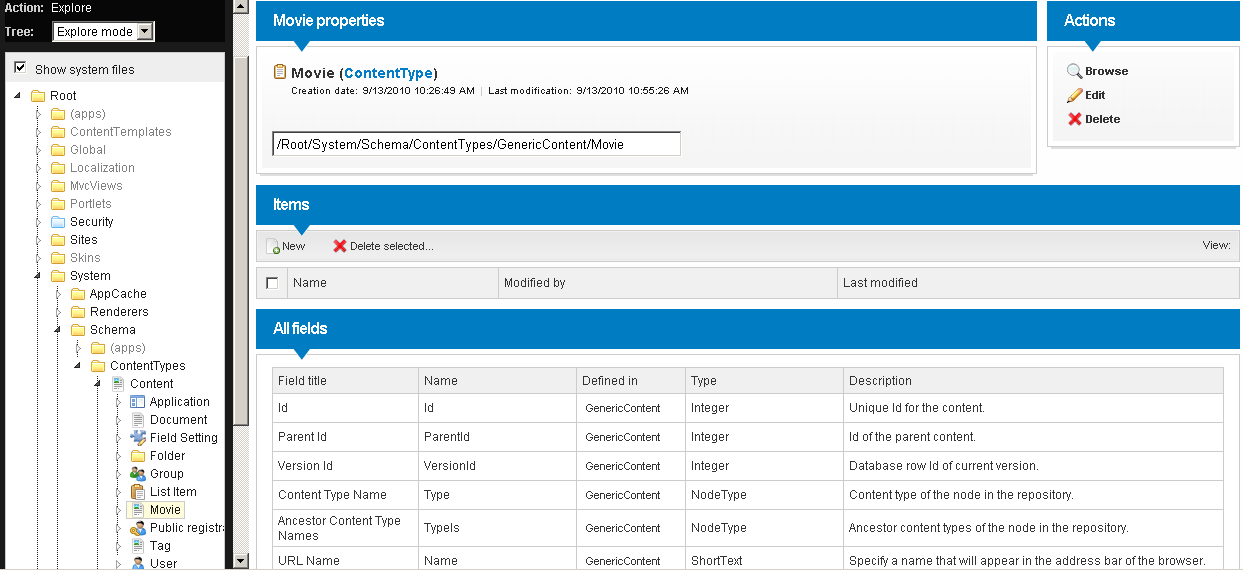 Action: Explore
Tree: Explore mode
Show system files
Root
(apps)
ContentTemplates
Global
Localization
MvcViews
Portlets
Security
Sites
Skins
System
AppCache
Renderers
Schema
(apps)
ContentTypes
Content
Application
Document
Field Setting
Folder
Group
List Item
Movie
Public registra
Tag
User
Movie properties
Movie (ContentType)
Creation date: 9/13/2010 10:26:49 AM | Last modification: 9/13/2010 10:55:26 AM
/Root/System/Schema/ContentTypes/GenericContent/Movie
Actions
Browse
Edit
Delete
Items
New Delete selected... View:
Name Modified by Last modified
All fields
Field title Name Defined in Type Description
Id Id GenericContent Integer Unique Id for the content.
Parent Id ParentId GenericContent Integer Id of the parent content.
Version Id VersionId GenericContent Integer Database row Id of current version.
Content Type Name Type GenericContent NodeType Content type of the node in the repository.
Ancestor Content Type
Names TypeIs GenericContent NodeType Ancestor content types of the node in the repository.
URL Name Name GenericContent ShortText Specify a name that will appear in the address bar of the browser.